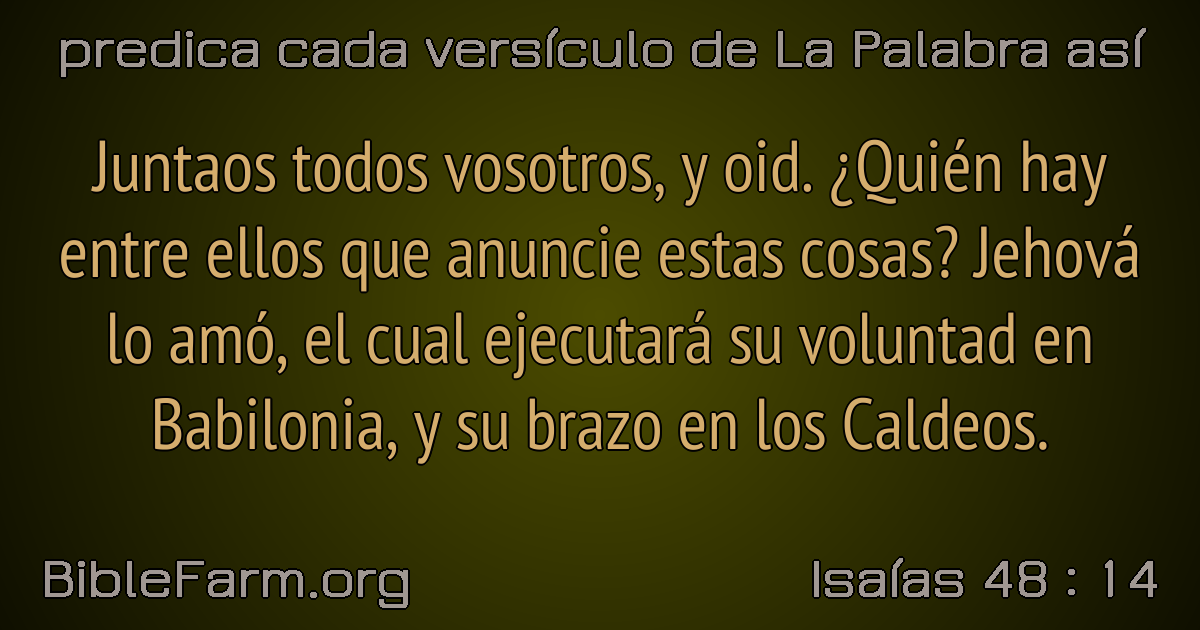 predica cada versículo de La Palabra así
Juntaos todos vosotros, y oid. ¿Quién hay
entre ellos que anuncie estas cosas? Jehová
lo amó, el cual ejecutará su voluntad en
Babilonia, y su brazo en los Caldeos.
BibleFarm.org
Isaías 48 : 14